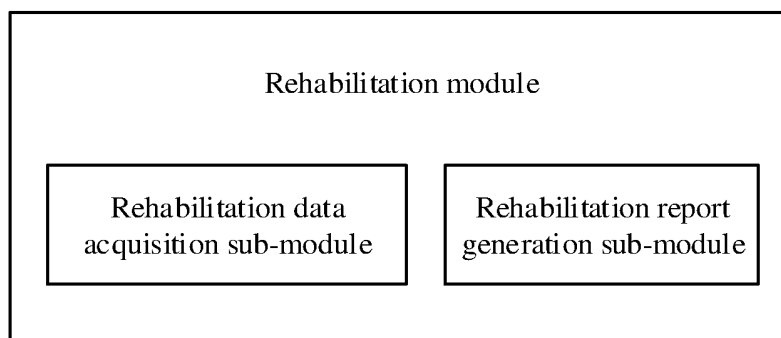 Rehabilitation module
Rehabilitation data
acquisition sub-module
Rehabilitation report
generation sub-module